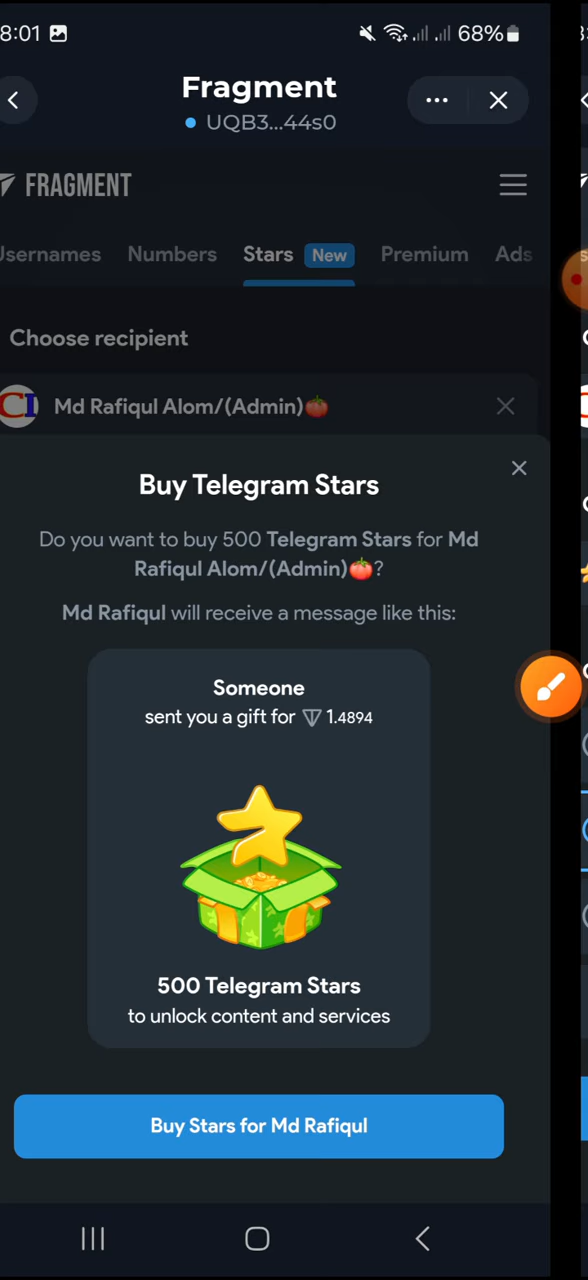 8:01
68%
Fragment
UQB3...44s0
FRAGMENT
Usernames Numbers Stars New Premium Ads
Choose recipient
CI Md Rafiqul Alom/(Admin)🍅
Buy Telegram Stars
Do you want to buy 500 Telegram Stars for Md
Rafiqul Alom/(Admin)🍅?
Md Rafiqul will receive a message like this:
Someone
sent you a gift for 1.4894
500 Telegram Stars
to unlock content and services
Buy Stars for Md Rafiqul